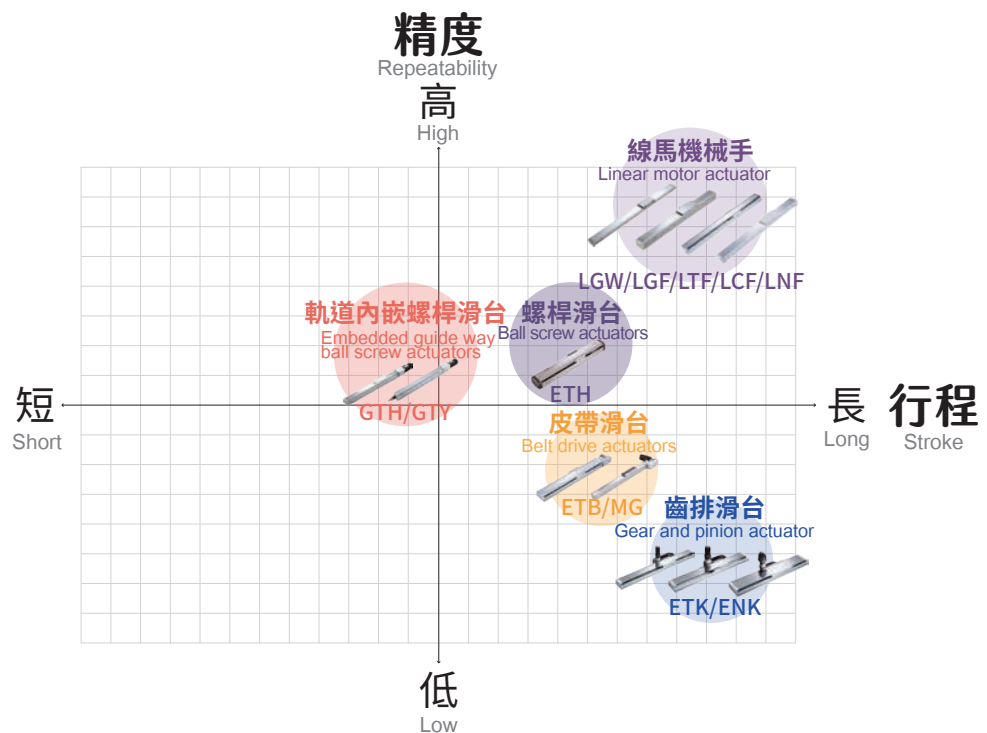 精度
Repeatability
高
High
線馬機械手
Linear motor actuator
LGW/LGF/LTF/LCF/LNF
軌道內嵌螺桿滑台
Embedded guide way
ball screw actuators
GTH/GTY
螺桿滑台
Ball screw actuators
ETH
短
Short
長
Long
行程
Stroke
皮帶滑台
Belt drive actuators
ETB/MG
齒排滑台
Gear and pinion actuator
ETK/ENK
低
Low